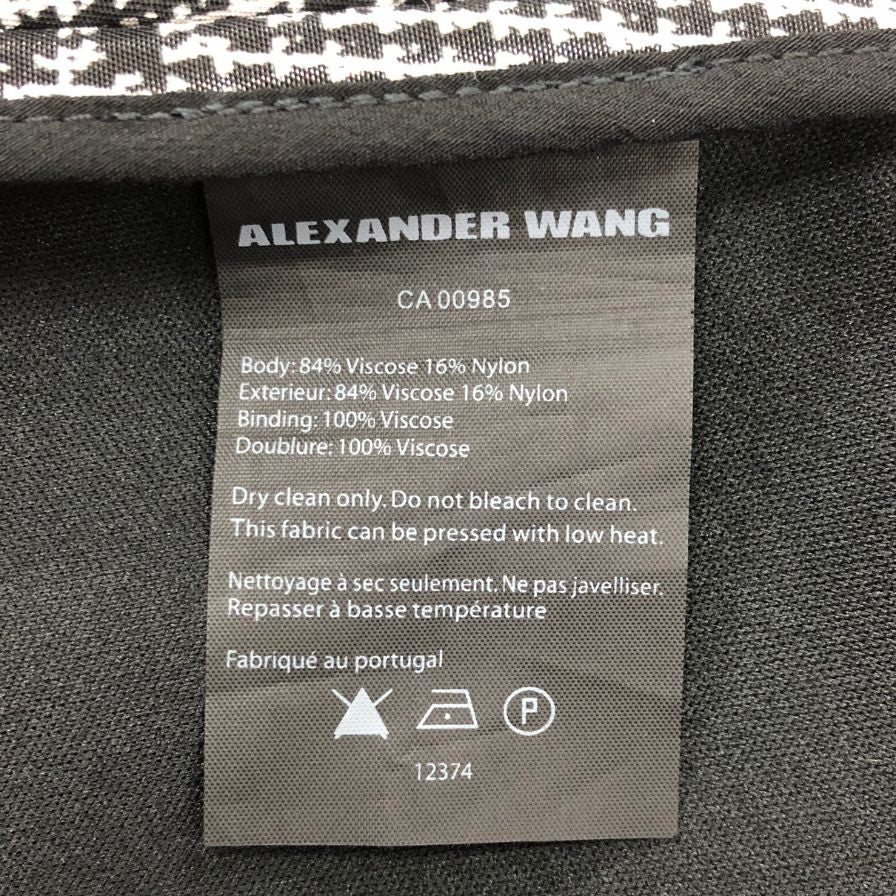 ALEXANDER WANG
CA 00985
Body: 84% Viscose 16% Nylon
Exterieur: 84% Viscose 16% Nylon
Binding: 100% Viscose
Doublure: 100% Viscose
Dry clean only. Do not bleach to clean.
This fabric can be pressed with low heat.
Nettoyage à sec seulement. Ne pas javelliser.
Repasser à basse température
Fabriqué au portugal
P
12374